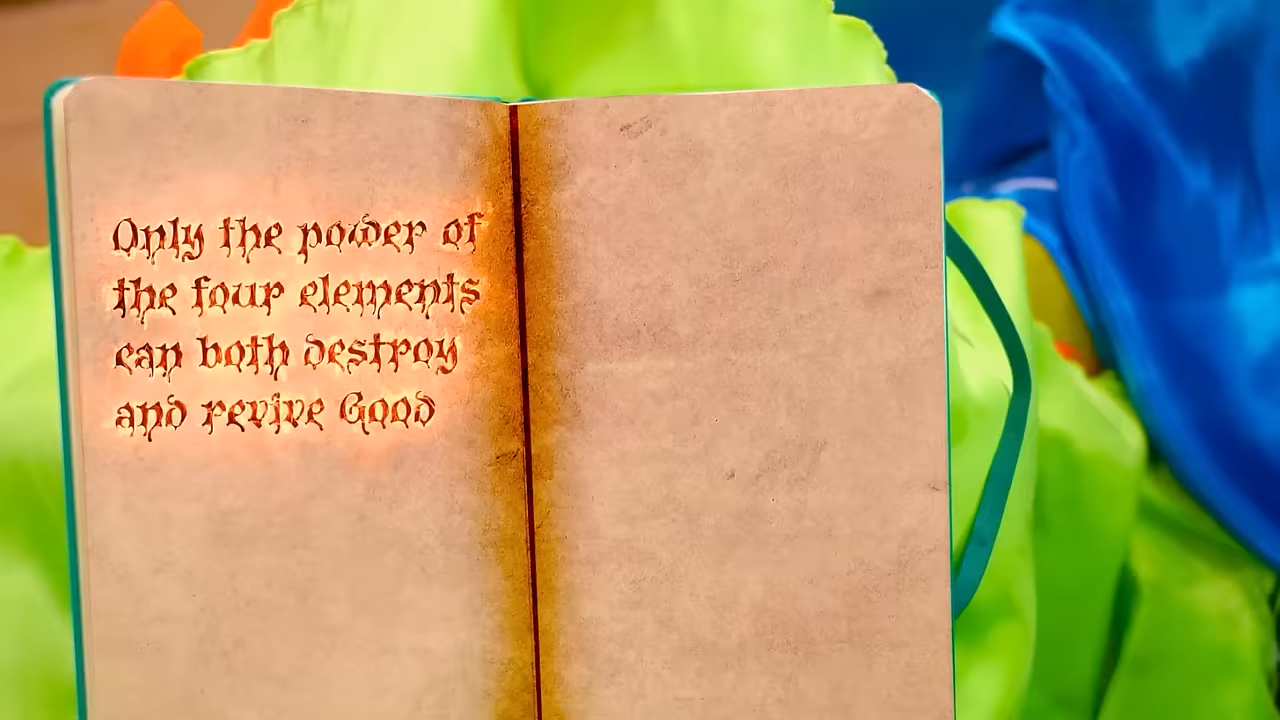 Only the power of
the four elements
can both destroy
and revive Good